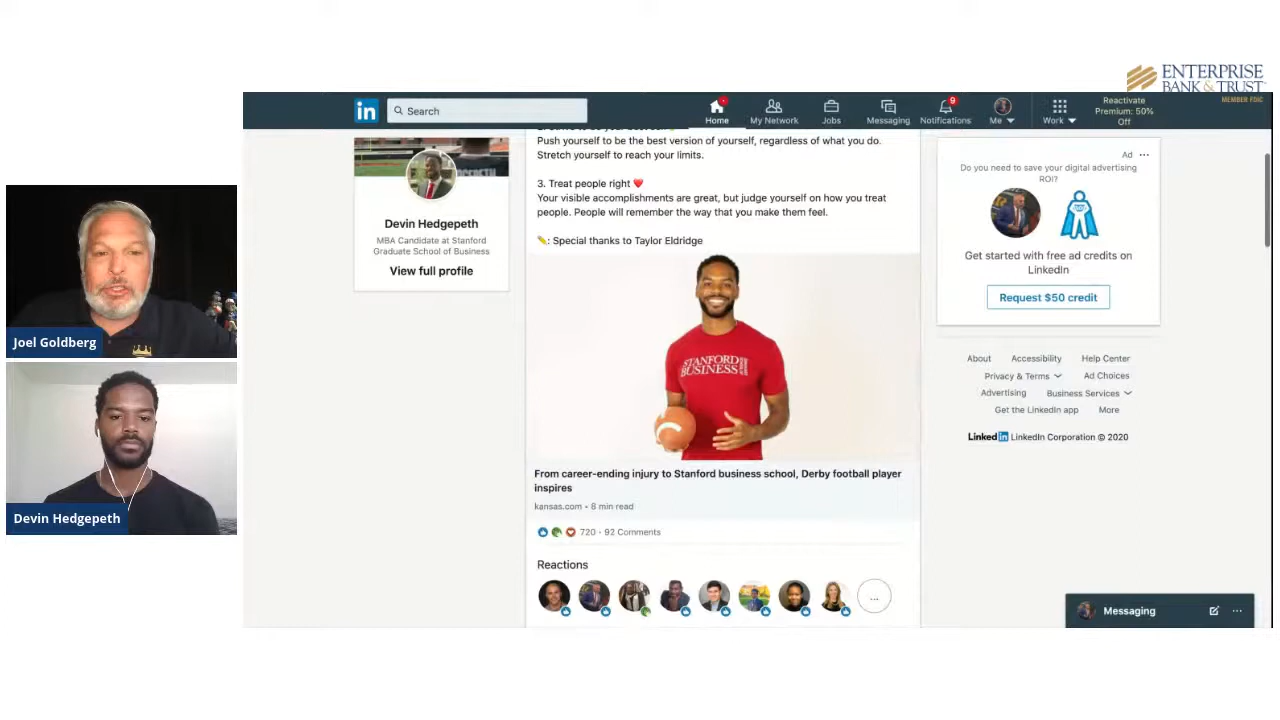 ENTERPRISE
BANK & TRUST
MEMBER FDIC
in
Search
Home
My Network
Jobs
Messaging
9
Notifications
Me
Work
Reactivate
Premium: 50%
Off
Joel Goldberg
Devin Hedgepeth
Devin Hedgepeth
MBA Candidate at Stanford
Graduate School of Business
View full profile
Push yourself to be the best version of yourself, regardless of what you do.
Stretch yourself to reach your limits.
3. Treat people right ❤️
Your visible accomplishments are great, but judge yourself on how you treat
people. People will remember the way that you make them feel.
✏️: Special thanks to Taylor Eldridge
STANFORD
BUSINESS
From career-ending injury to Stanford business school, Derby football player
inspires
kansas.com • 8 min read
720 · 92 Comments
Reactions
...
Ad ...
Do you need to save your digital advertising
ROI?
Get started with free ad credits on
LinkedIn
Request $50 credit
About Accessibility Help Center
Privacy & Terms Ad Choices
Advertising Business Services
Get the LinkedIn app More
LinkedIn LinkedIn Corporation © 2020
Messaging